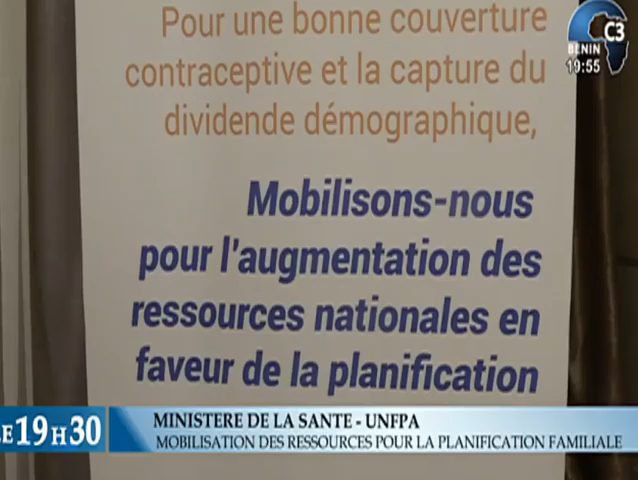 Pour une bonne couverture
contraceptive et la capture du
dividende démographique,
Mobilisons-nous
pour l'augmentation des
ressources nationales en
faveur de la planification
C3
BENIN
19:55
LE 19H30
MINISTERE DE LA SANTE - UNFPA
MOBILISATION DES RESSOURCES POUR LA PLANIFICATION FAMILIALE